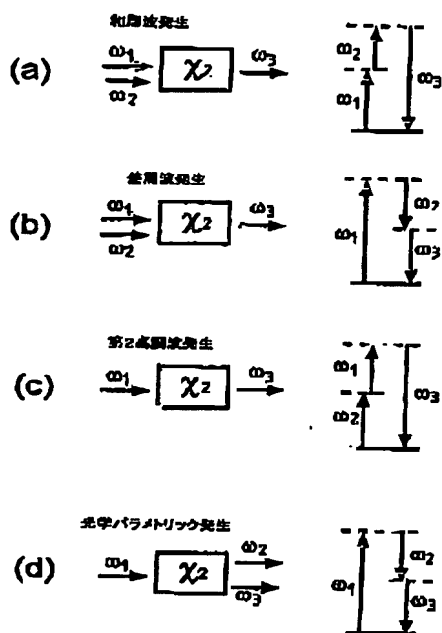 和周波発生
(a)
ω1
ω2
χ2
ω3
ω2
ω1
ω3
差周波発生
(b)
ω1
ω2
χ2
ω3
ω1
ω2
ω3
第2高調波発生
(c)
ω1
χ2
ω3
ω1
ω2
ω3
光学パラメトリック発生
(d)
ω1
χ2
ω2
ω3
ω1
ω2
ω3